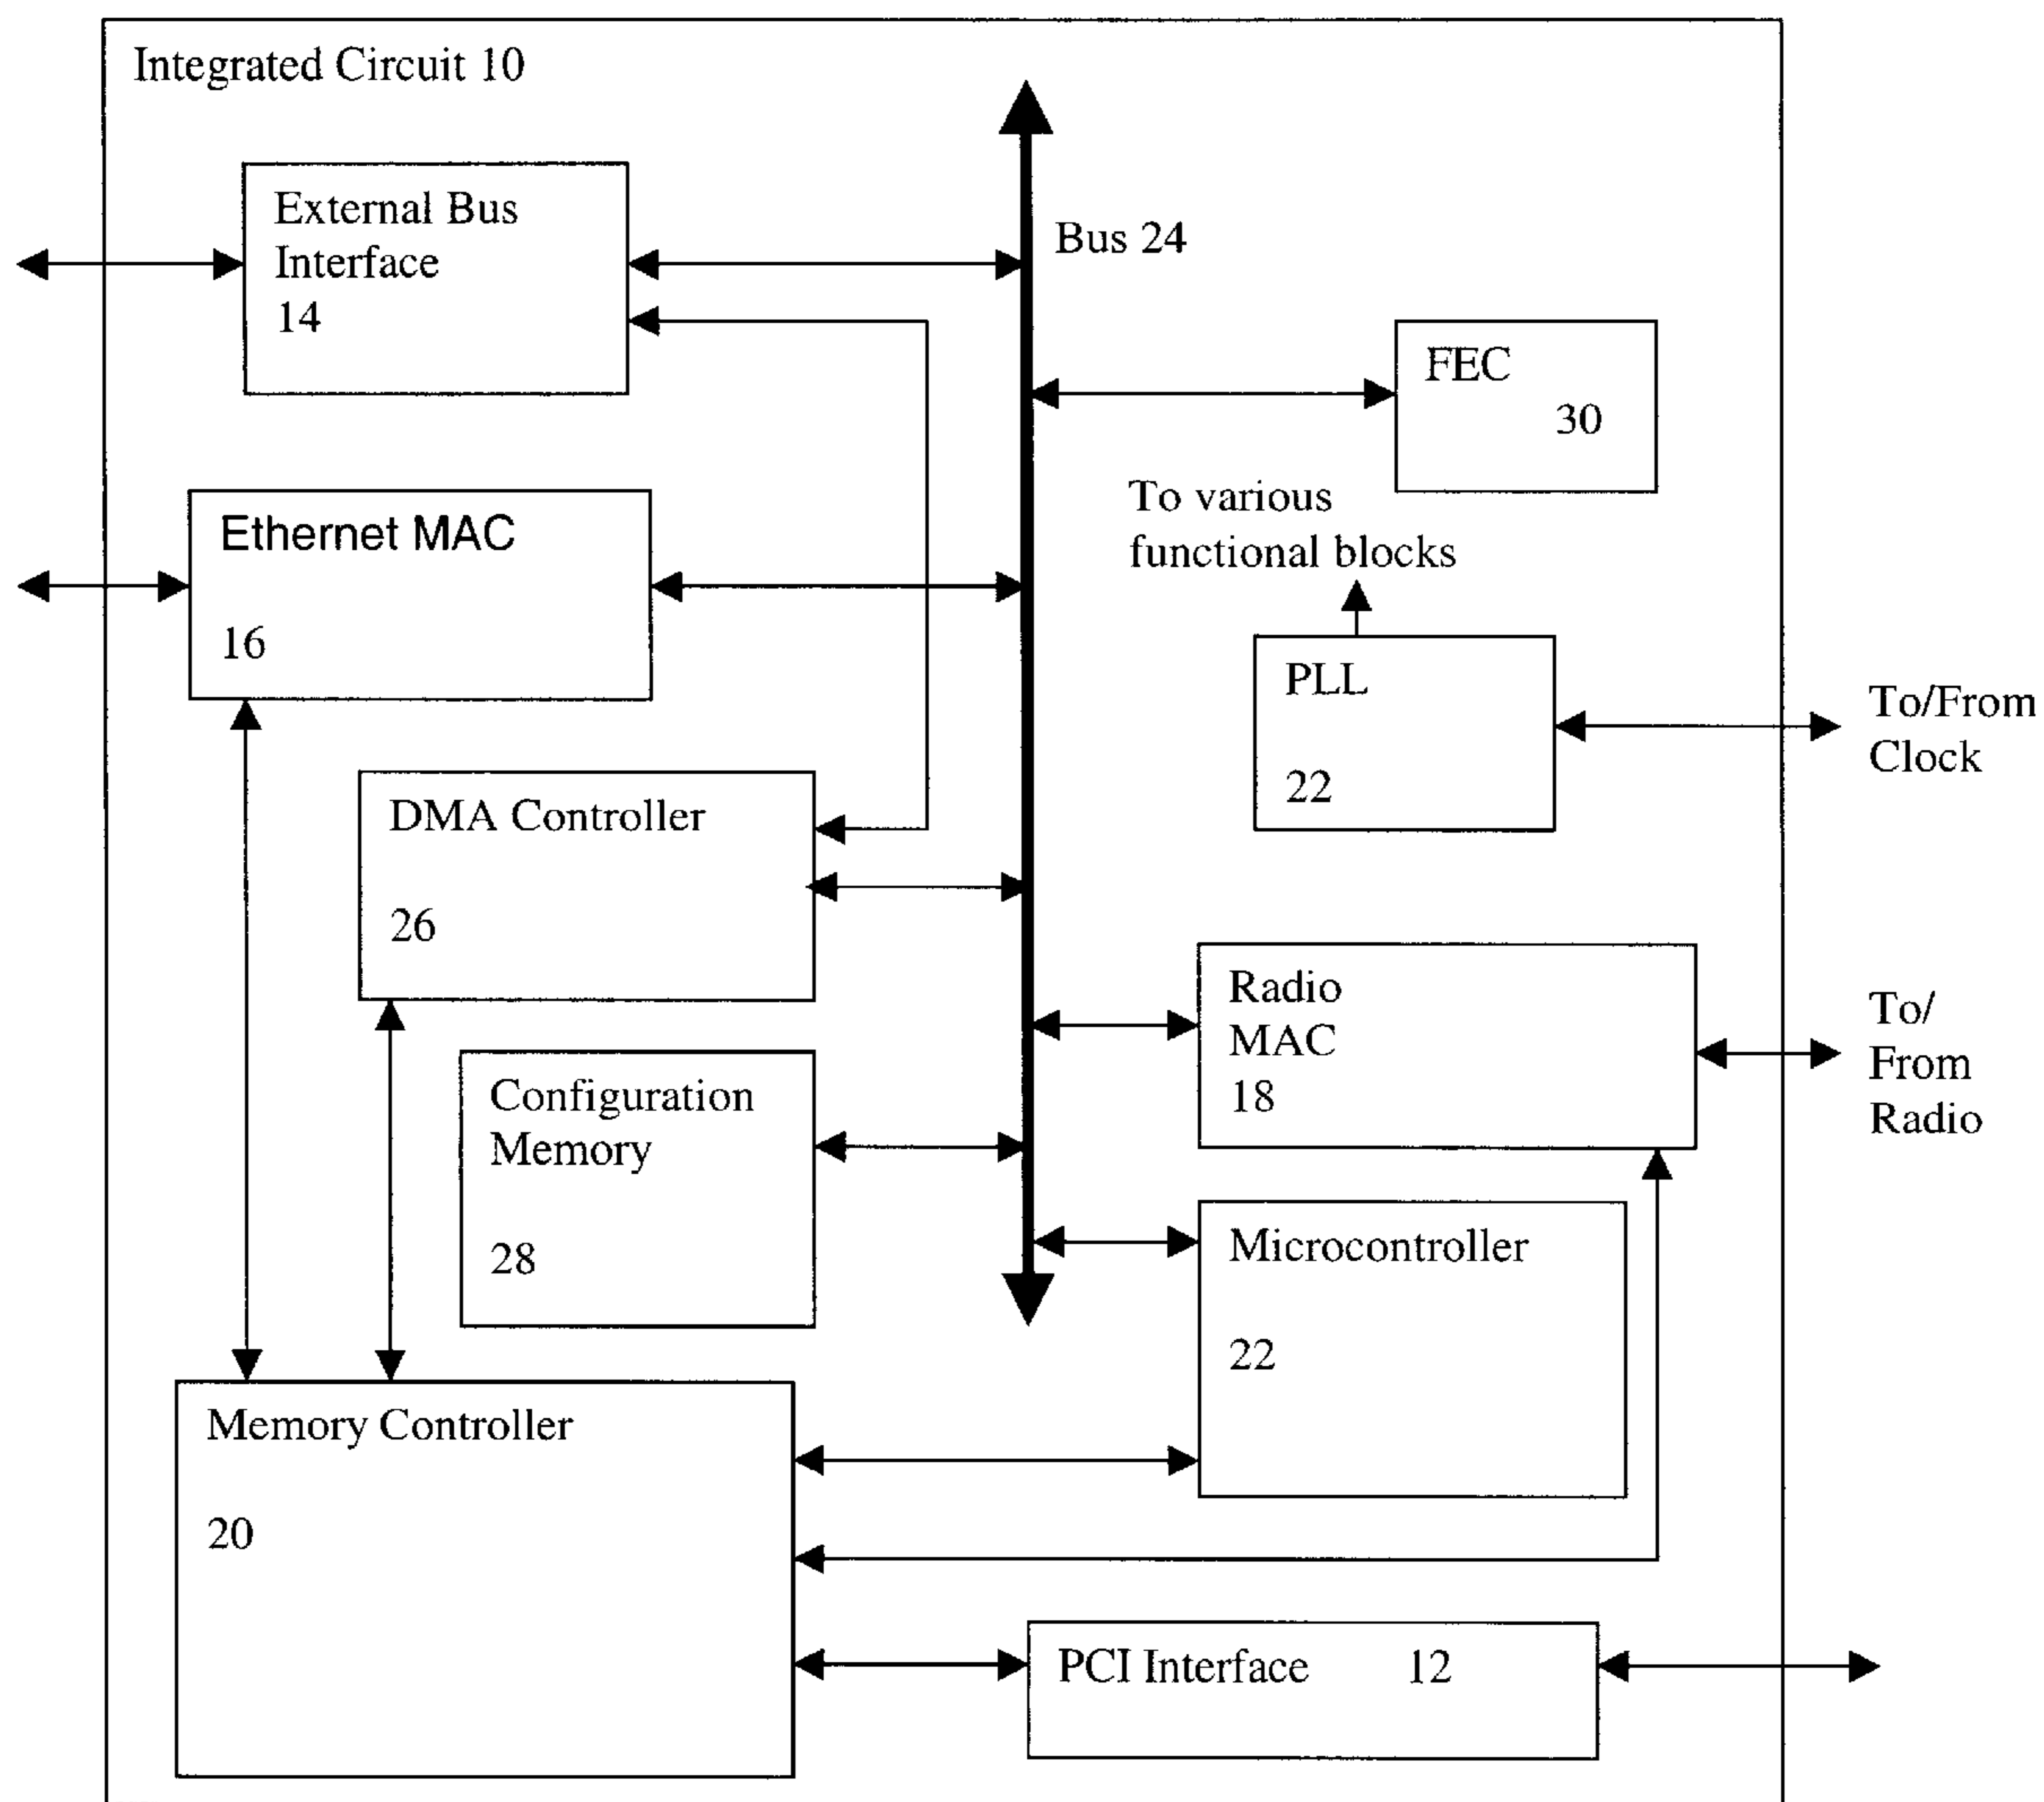 Integrated Circuit 10
External Bus
Interface
14
Bus 24
FEC
30
To various
functional blocks
Ethernet MAC
16
PLL
22
To/From
Clock
DMA Controller
26
Radio
MAC
18
To/
From
Radio
Configuration
Memory
28
Microcontroller
22
Memory Controller
20
PCI Interface 12